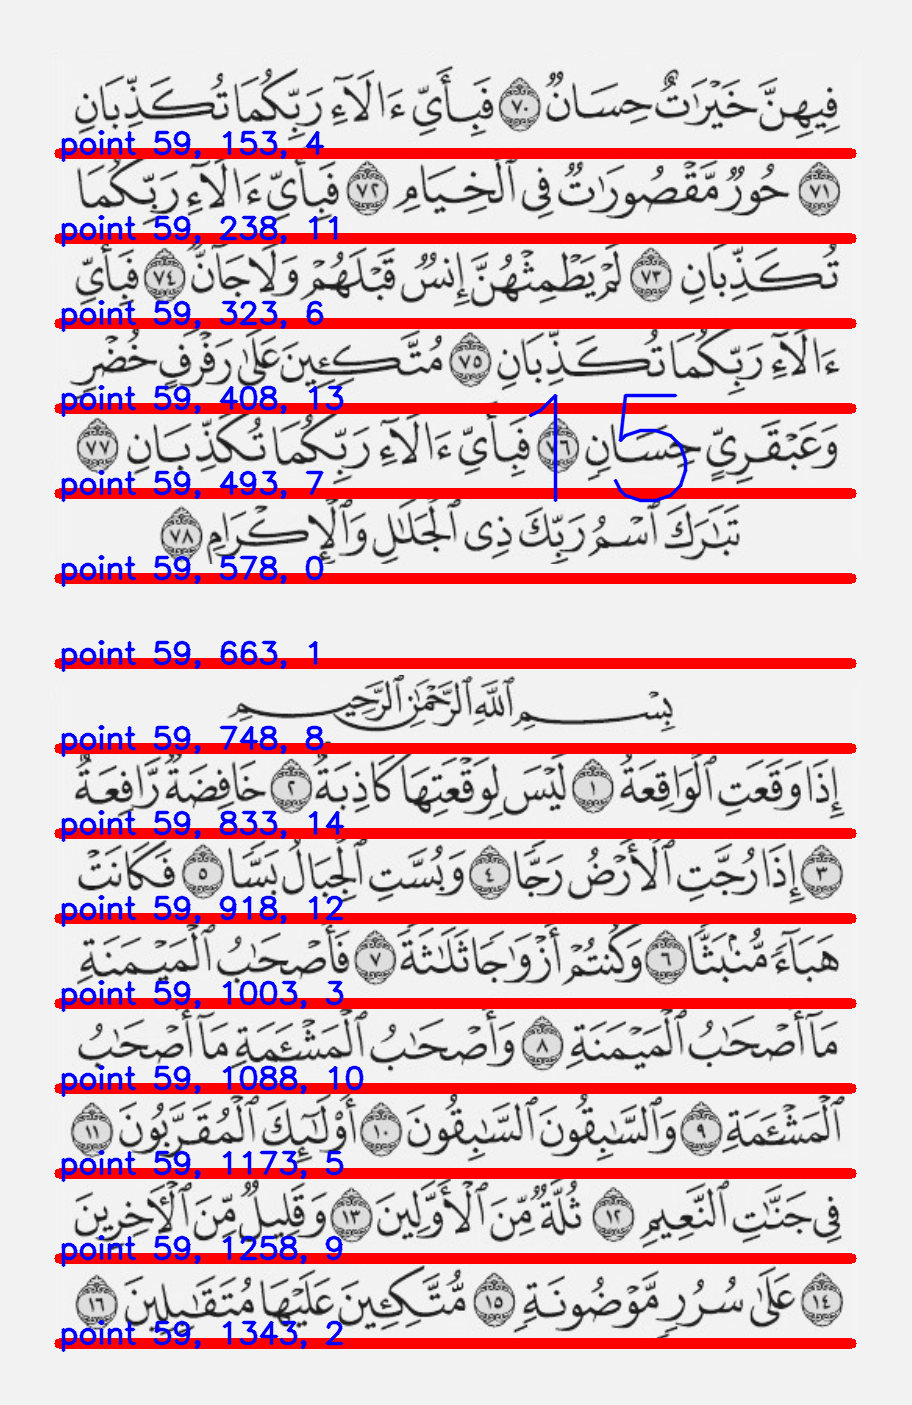 فِيهِنَّ خَيْرَٰتٌ حِسَانٌ ٧٠ فَبِأَىِّ ءَالَآءِ رَبِّكُمَا تُكَذِّبَانِ
point 59, 153, 4
٧١ حُورٌ مَّقْصُورَٰتٌ فِى ٱلْخِيَامِ ٧٢ فَبِأَىِّ ءَالَآءِ رَبِّكُمَا
point 59, 238, 11
تُكَذِّبَانِ ٧٣ لَمْ يَطْمِثْهُنَّ إِنسٌ قَبْلَهُمْ وَلَا جَآنٌّ ٧٤ فَبِأَىِّ
point 59, 323, 6
ءَالَآءِ رَبِّكُمَا تُكَذِّبَانِ ٧٥ مُتَّكِـِٔينَ عَلَىٰ رَفْرَفٍ خُضْرٍ
point 59, 408, 13
وَعَبْقَرِىٍّ حِسَانٍ ٧٦ فَبِأَىِّ ءَالَآءِ رَبِّكُمَا تُكَذِّبَانِ ٧٧
15
point 59, 493, 7
تَبَٰرَكَ ٱسْمُ رَبِّكَ ذِى ٱلْجَلَٰلِ وَٱلْإِكْرَامِ ٧٨
point 59, 578, 0
point 59, 663, 1
بِسْمِ ٱللَّهِ ٱلرَّحْمَٰنِ ٱلرَّحِيمِ
point 59, 748, 8
إِذَا وَقَعَتِ ٱلْوَاقِعَةُ ١ لَيْسَ لِوَقْعَتِهَا كَاذِبَةٌ ٢ خَافِضَةٌ رَّافِعَةٌ
point 59, 833, 14
٣ إِذَا رُجَّتِ ٱلْأَرْضُ رَجًّا ٤ وَبُسَّتِ ٱلْجِبَالُ بَسًّا ٥ فَكَانَتْ
point 59, 918, 12
هَبَآءً مُّنۢبَثًّا ٦ وَكُنتُمْ أَزْوَٰجًا ثَلَٰثَةً ٧ فَأَصْحَٰبُ ٱلْمَيْمَنَةِ
point 59, 1003, 3
مَآ أَصْحَٰبُ ٱلْمَيْمَنَةِ ٨ وَأَصْحَٰبُ ٱلْمَشْـَٔمَةِ مَآ أَصْحَٰبُ
point 59, 1088, 10
ٱلْمَشْـَٔمَةِ ٩ وَٱلسَّٰبِقُونَ ٱلسَّٰبِقُونَ ١٠ أُو۟لَٰٓئِكَ ٱلْمُقَرَّبُونَ ١١
point 59, 1173, 5
فِى جَنَّٰتِ ٱلنَّعِيمِ ١٢ ثُلَّةٌ مِّنَ ٱلْأَوَّلِينَ ١٣ وَقَلِيلٌ مِّنَ ٱلْـَٔاخِرِينَ
point 59, 1258, 9
١٤ عَلَىٰ سُرُرٍ مَّوْضُونَةٍ ١٥ مُّتَّكِـِٔينَ عَلَيْهَا مُتَقَٰبِلِينَ ١٦
point 59, 1343, 2